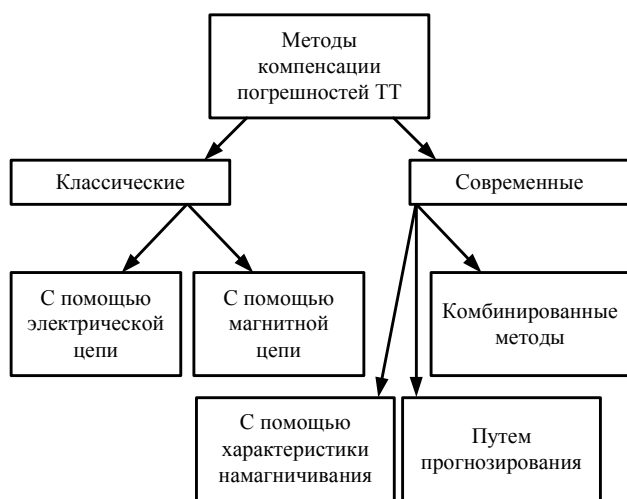 Методы
компенсации
погрешностей ТТ
Классические
Современные
С помощью
электрической
цепи
С помощью
магнитной
цепи
Комбинированные
методы
С помощью
характеристики
намагничивания
Путем
прогнозирования